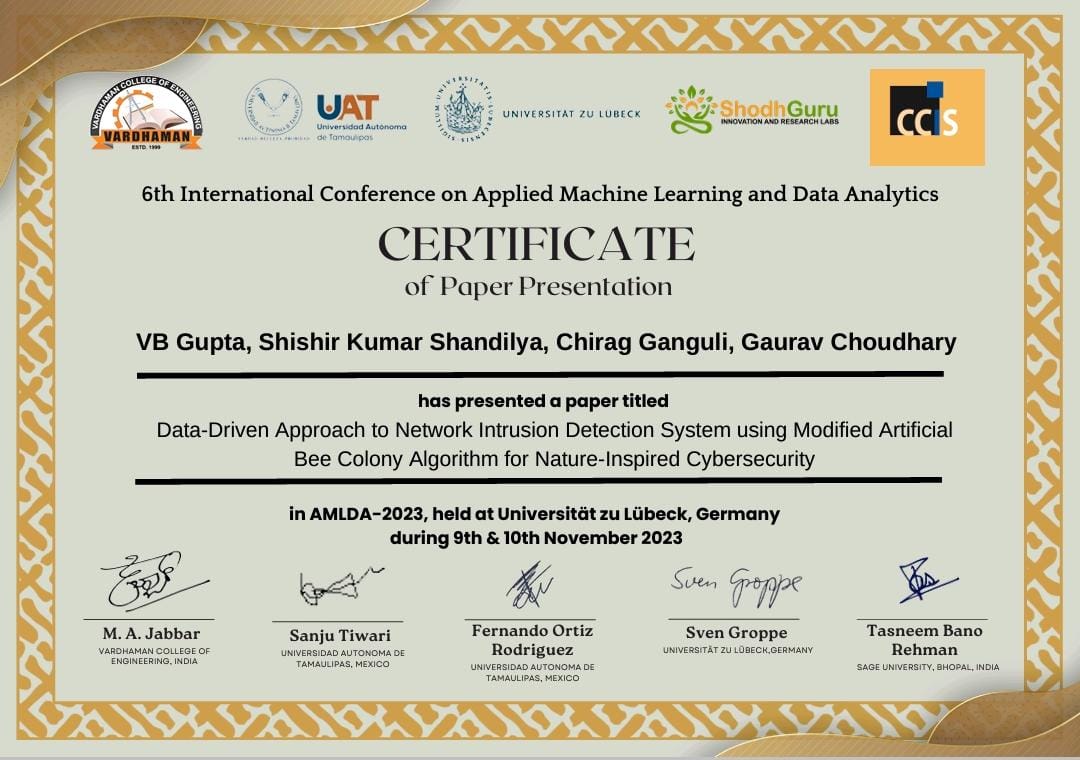 VARDHAMAN COLLEGE OF ENGINEERING
VARDHAMAN
ESTD. 1999
UAT
Universidad Autónoma
de Tamaulipas
UNIVERSITÄT ZU LÜBECK
ShodhGuru
INNOVATION AND RESEARCH LABS
CCIS
6th International Conference on Applied Machine Learning and Data Analytics
CERTIFICATE
of Paper Presentation
VB Gupta, Shishir Kumar Shandilya, Chirag Ganguli, Gaurav Choudhary
has presented a paper titled
Data-Driven Approach to Network Intrusion Detection System using Modified Artificial
Bee Colony Algorithm for Nature-Inspired Cybersecurity
in AMLDA-2023, held at Universität zu Lübeck, Germany
during 9th & 10th November 2023
Sven Groppe
M. A. Jabbar
VARDHAMAN COLLEGE OF
ENGINEERING, INDIA
Sanju Tiwari
UNIVERSIDAD AUTONOMA DE
TAMAULIPAS, MEXICO
Fernando Ortiz
Rodriguez
UNIVERSIDAD AUTONOMA DE
TAMAULIPAS, MEXICO
Sven Groppe
UNIVERSITÄT ZU LÜBECK,GERMANY
Tasneem Bano
Rehman
SAGE UNIVERSITY, BHOPAL, INDIA